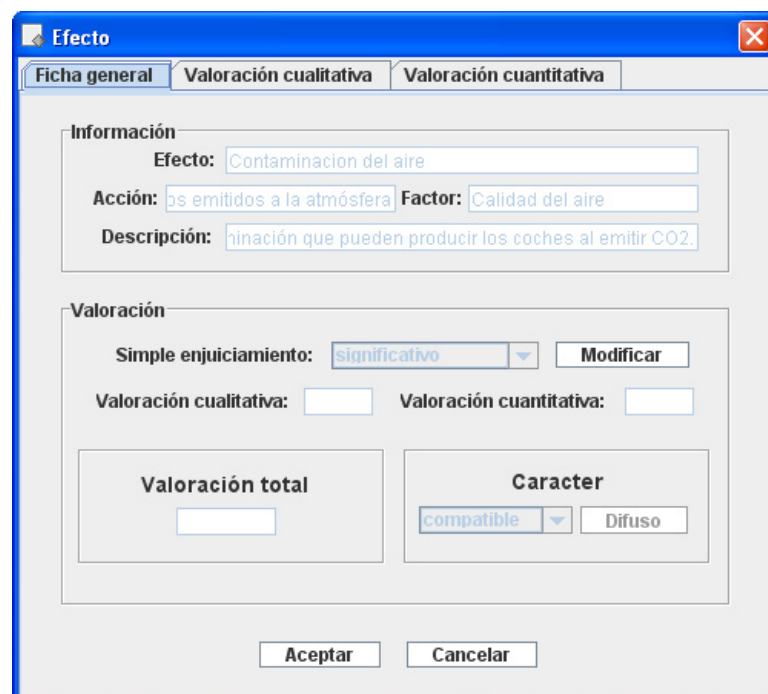 Efecto
Ficha general Valoración cualitativa Valoración cuantitativa
Información
Efecto: Contaminacion del aire
Acción: os emitidos a la atmósfera Factor: Calidad del aire
Descripción: ninación que pueden producir los coches al emitir CO2.
Valoración
Simple enjuiciamiento: significativo Modificar
Valoración cualitativa: Valoración cuantitativa:
Valoración total Caracter
compatible Difuso
Aceptar Cancelar